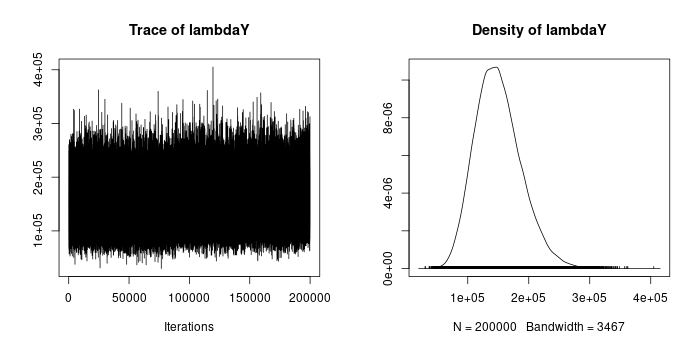 Trace of lambdaY
4e+05
3e+05
2e+05
1e+05
0 50000 100000 150000 200000
Iterations
Density of lambdaY
8e-06
4e-06
0e+00
1e+05 2e+05 3e+05 4e+05
N = 200000 Bandwidth = 3467